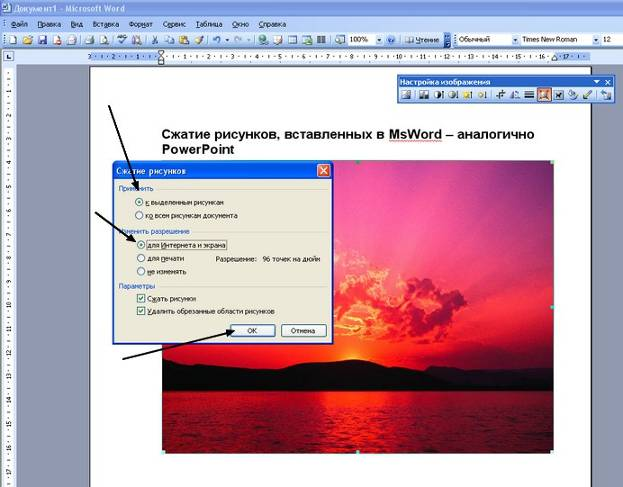 Документ1 - Microsoft Word
Файл Правка Вид Вставка Формат Сервис Таблица Окно Справка
100% Чтение Обычный Times New Roman 12
Настройка изображения
Сжатие рисунков, вставленных в MsWord – аналогично
PowerPoint
Сжатие рисунков
Применить
к выделенным рисункам
ко всем рисункам документа
Изменить разрешение
для Интернета и экрана
для печати Разрешение: 96 точек на дюйм
не изменять
Параметры
Сжать рисунки
Удалить обрезанные области рисунков
ОК Отмена